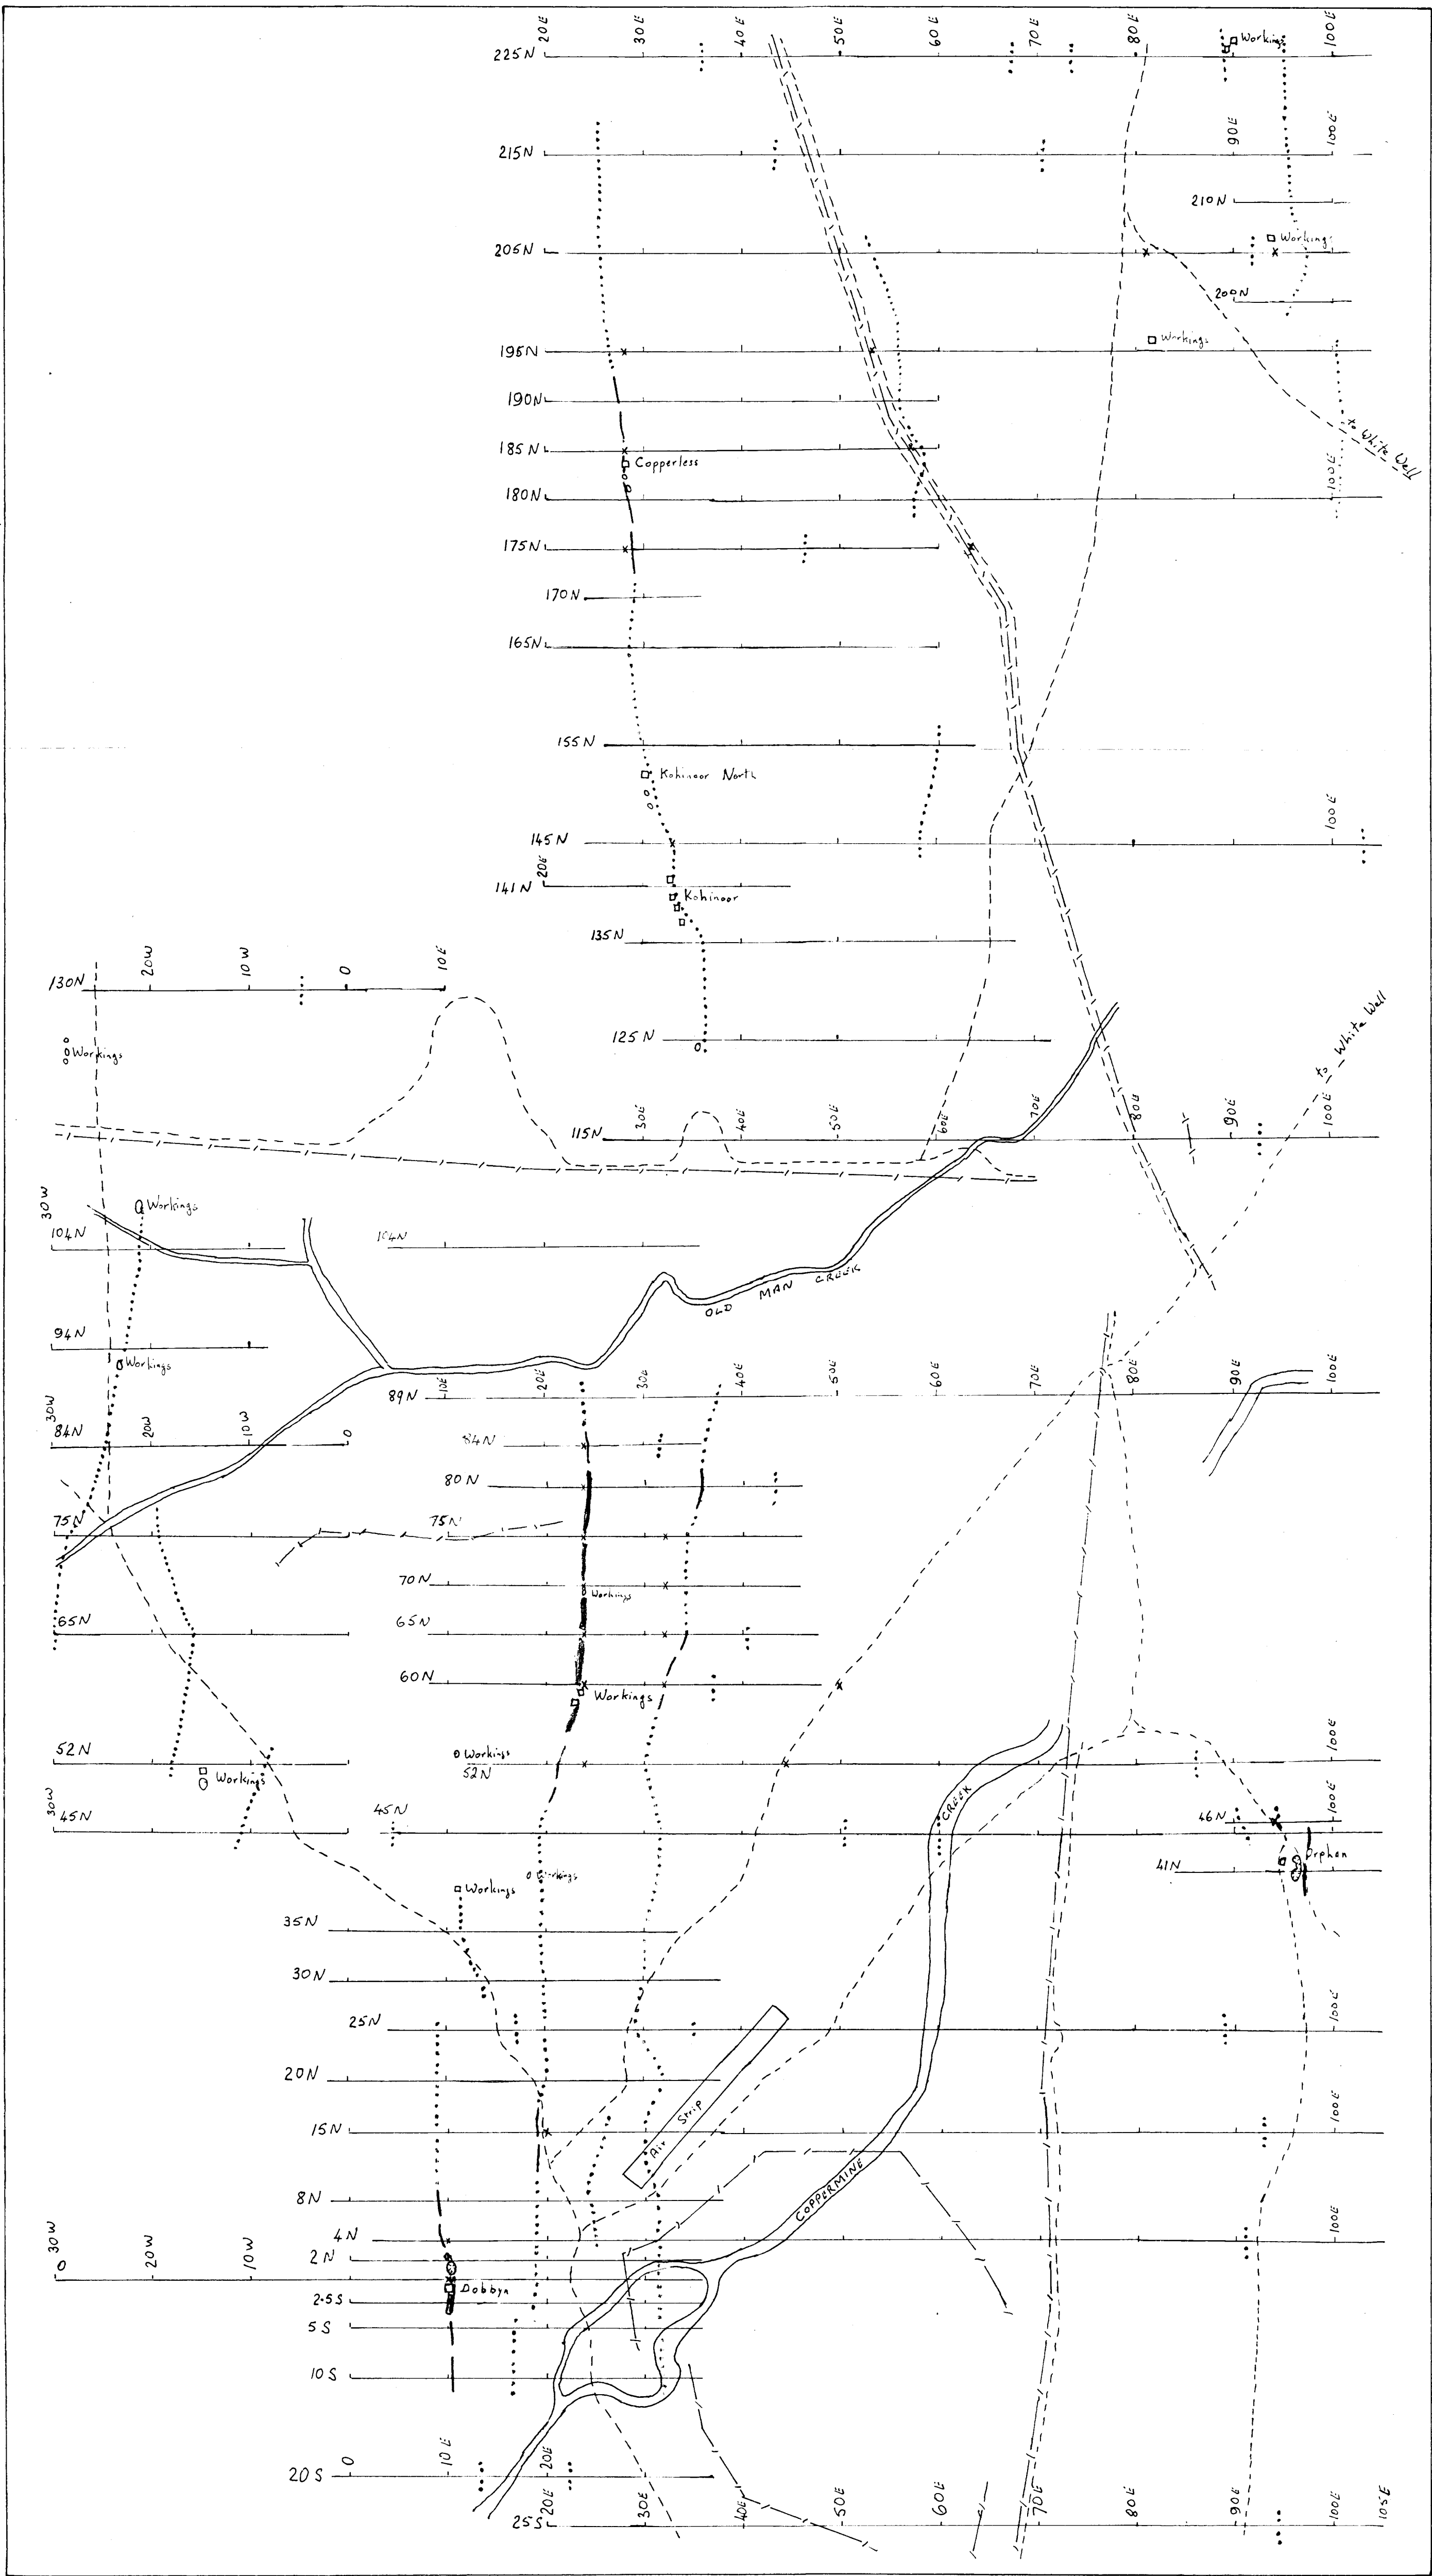 20E 30E 40E 50E 60E 70E 80E 100E
Workings
225N
90E 100E
215N
210N
Workings
205N
200N
195N
Workings
190N
to White Well
185N
Copperless
100E
180N
175N
170N
165N
155N
Kohinoor North
100E
145N
20E
141N
Kohinoor
135N
20W 10W 0 10E
130N
to White Well
125N
Workings
30E 40E 50E 60E 70E 80E 90E 100E
115N
30W
Workings
104N 104N
OLD MAN CREEK
94N
Workings
10E 20E 30E 40E 50E 60E 70E 80E 90E 100E
89N
30W 20W 10W 0
84N 84N
80N
75N 75N
70N
Workings
65N 65N
60N
Workings
100E
52N
Workings
52N
Workings
CREEK
30W
100E
45N 45N
46N
Orphan
41N
Workings
Workings
35N
30N
100E
25N
20N
Air Strip
100E
15N
COPPERMINE
8N
30W 20W 10W
100E
4N
2N
0
Dobbyn
2.5S
5S
10S
0 10E 20E
20S
20E 30E 40E 50E 60E 70E 80E 90E 100E 105E
25S